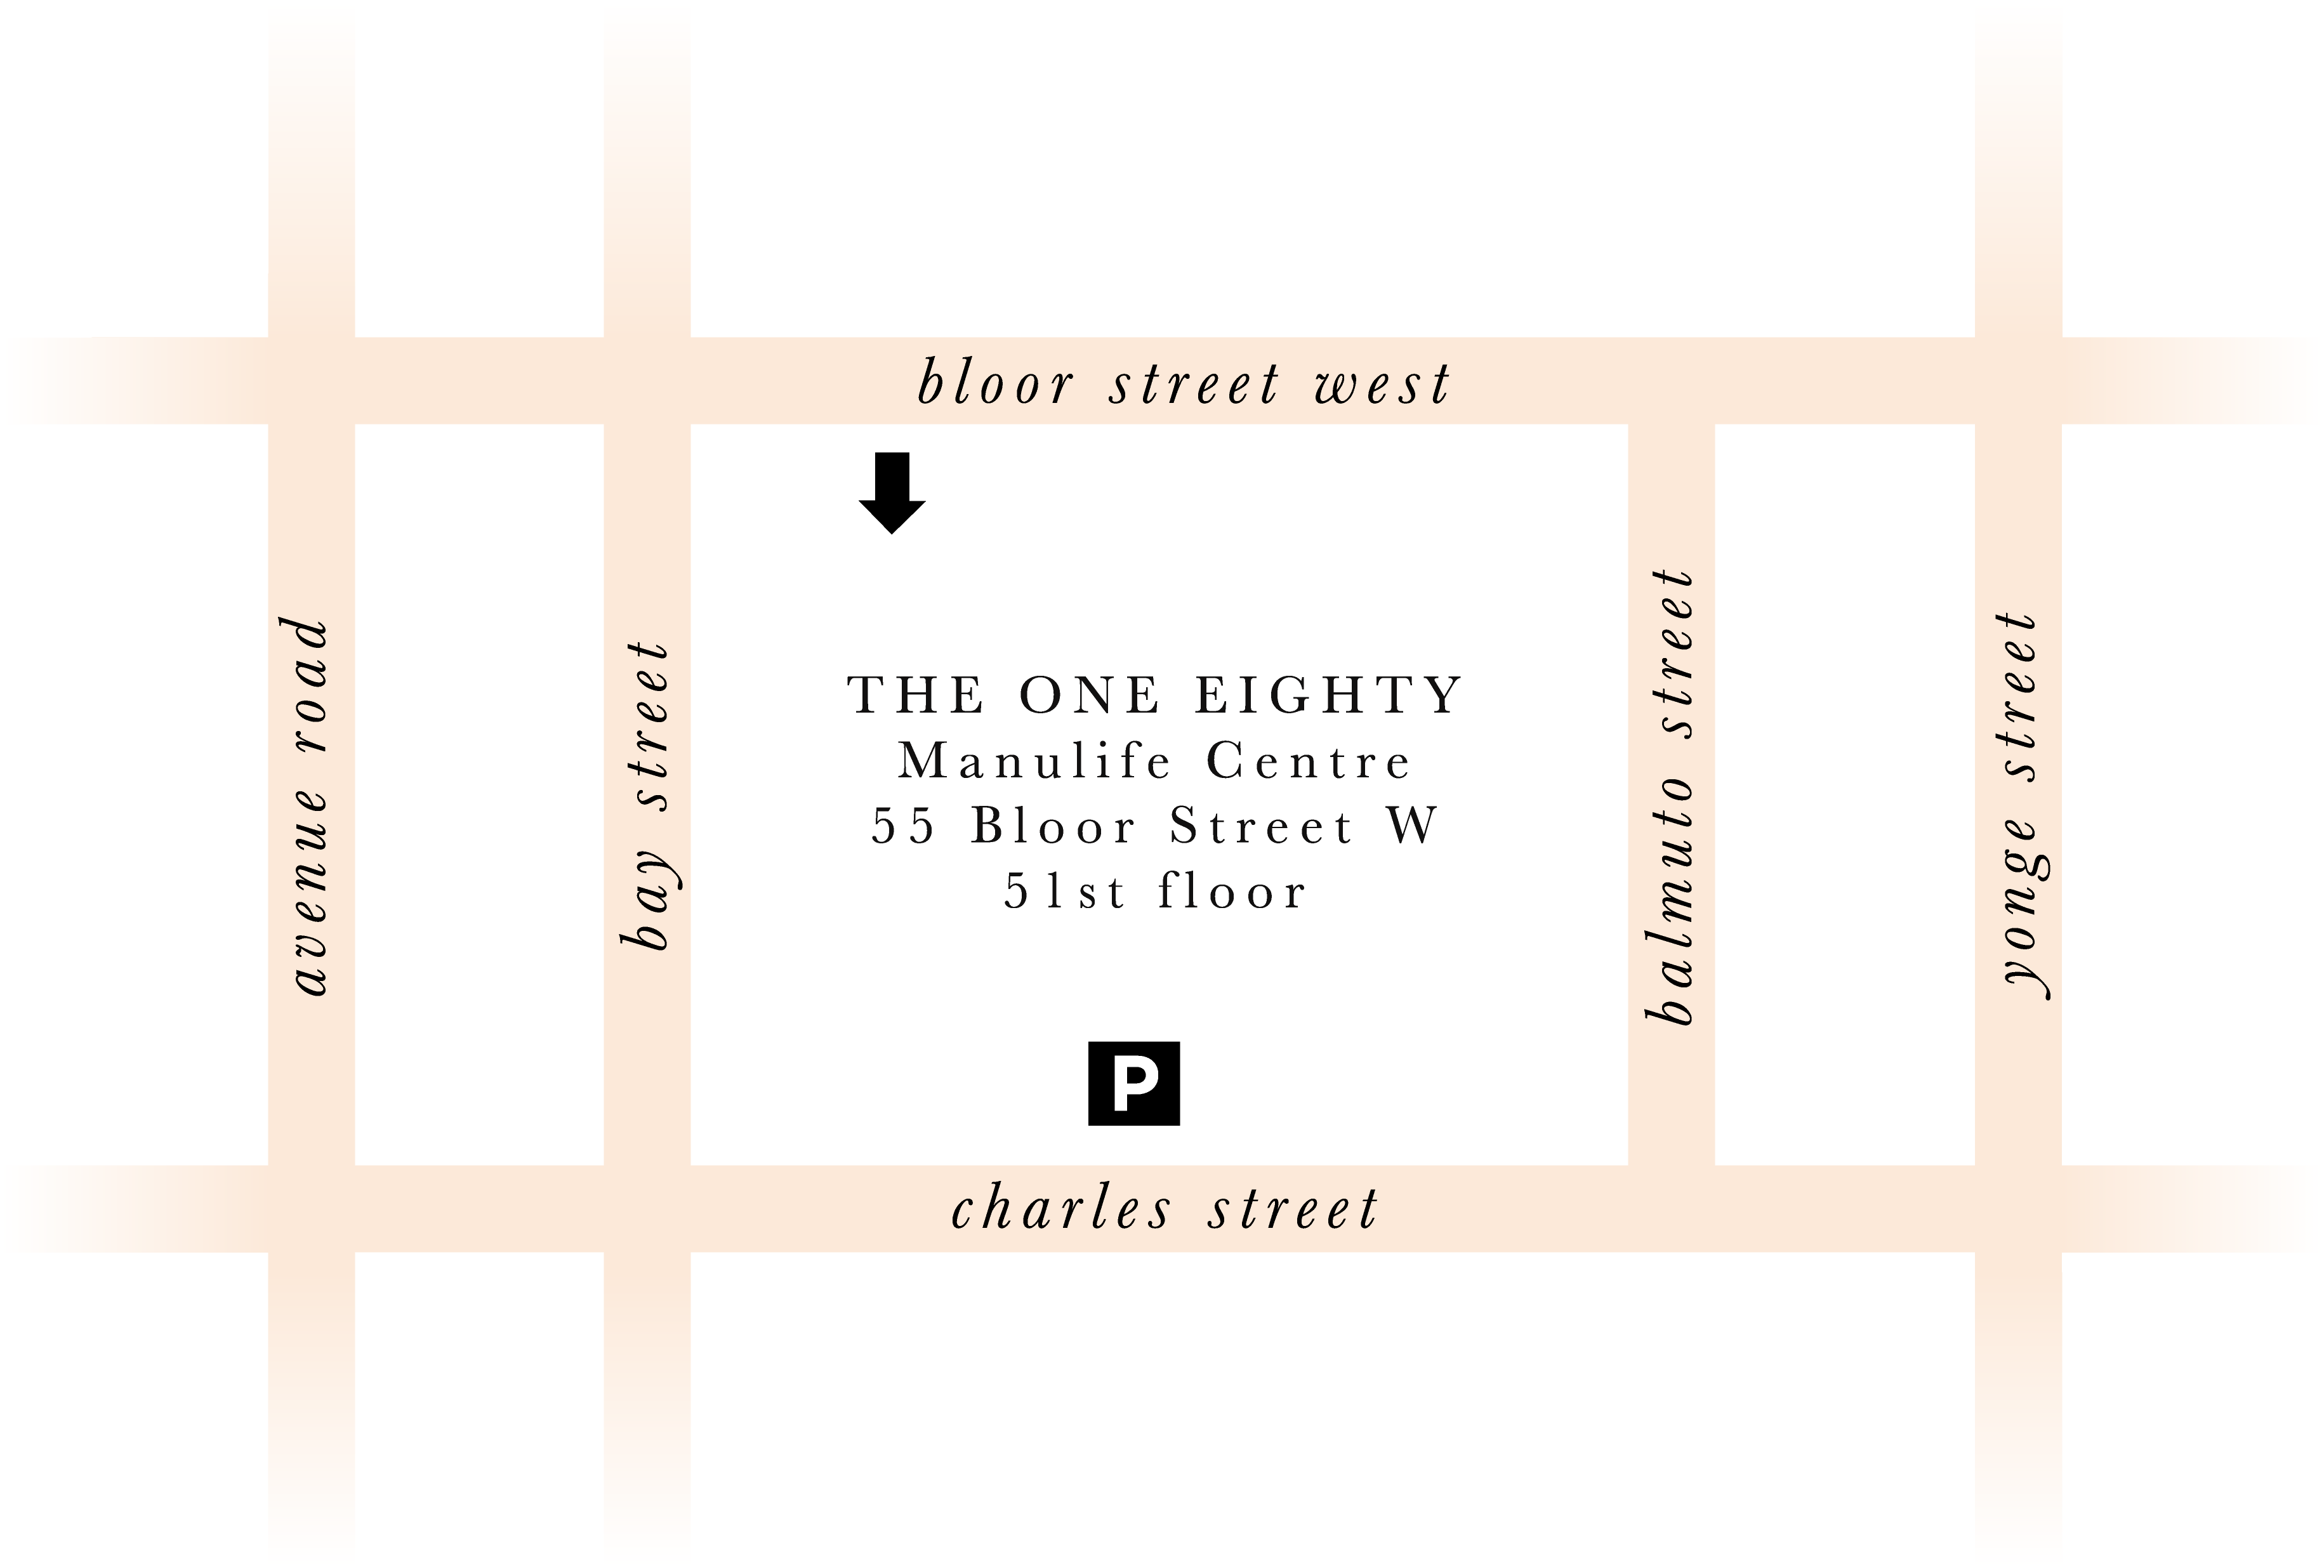 bloor street west
avenue road
bay street
THE ONE EIGHTY
Manulife Centre
55 Bloor Street W
51st floor
balmuto street
yonge street
P
charles street